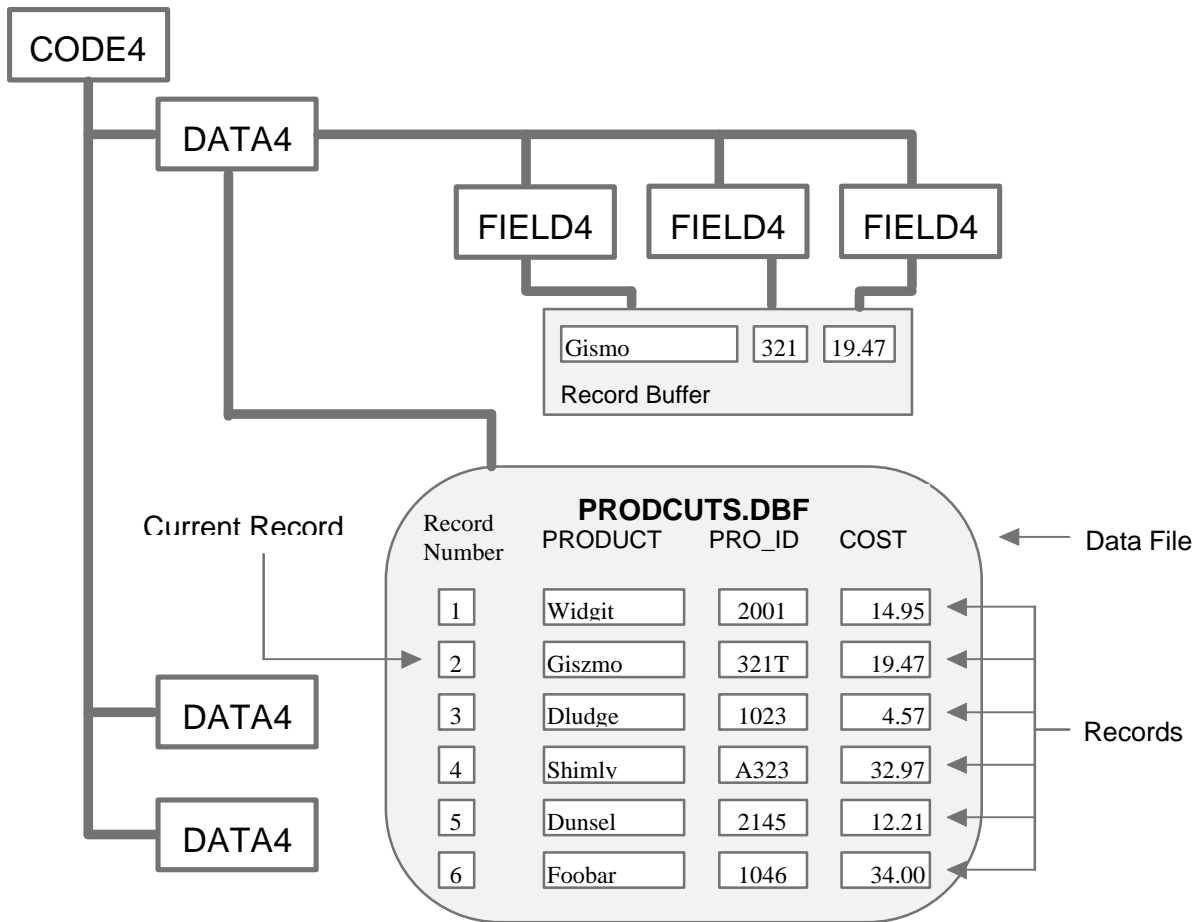 CODE4
DATA4
FIELD4 FIELD4 FIELD4
Gismo 321 19.47
Record Buffer
PRODCUTS.DBF
Current Record
Record Number PRODUCT PRO_ID COST
Data File
1 Widgit 2001 14.95
2 Giszmo 321T 19.47
DATA4
3 Dludge 1023 4.57
Records
4 Shimly A323 32.97
DATA4
5 Dunsel 2145 12.21
6 Foobar 1046 34.00